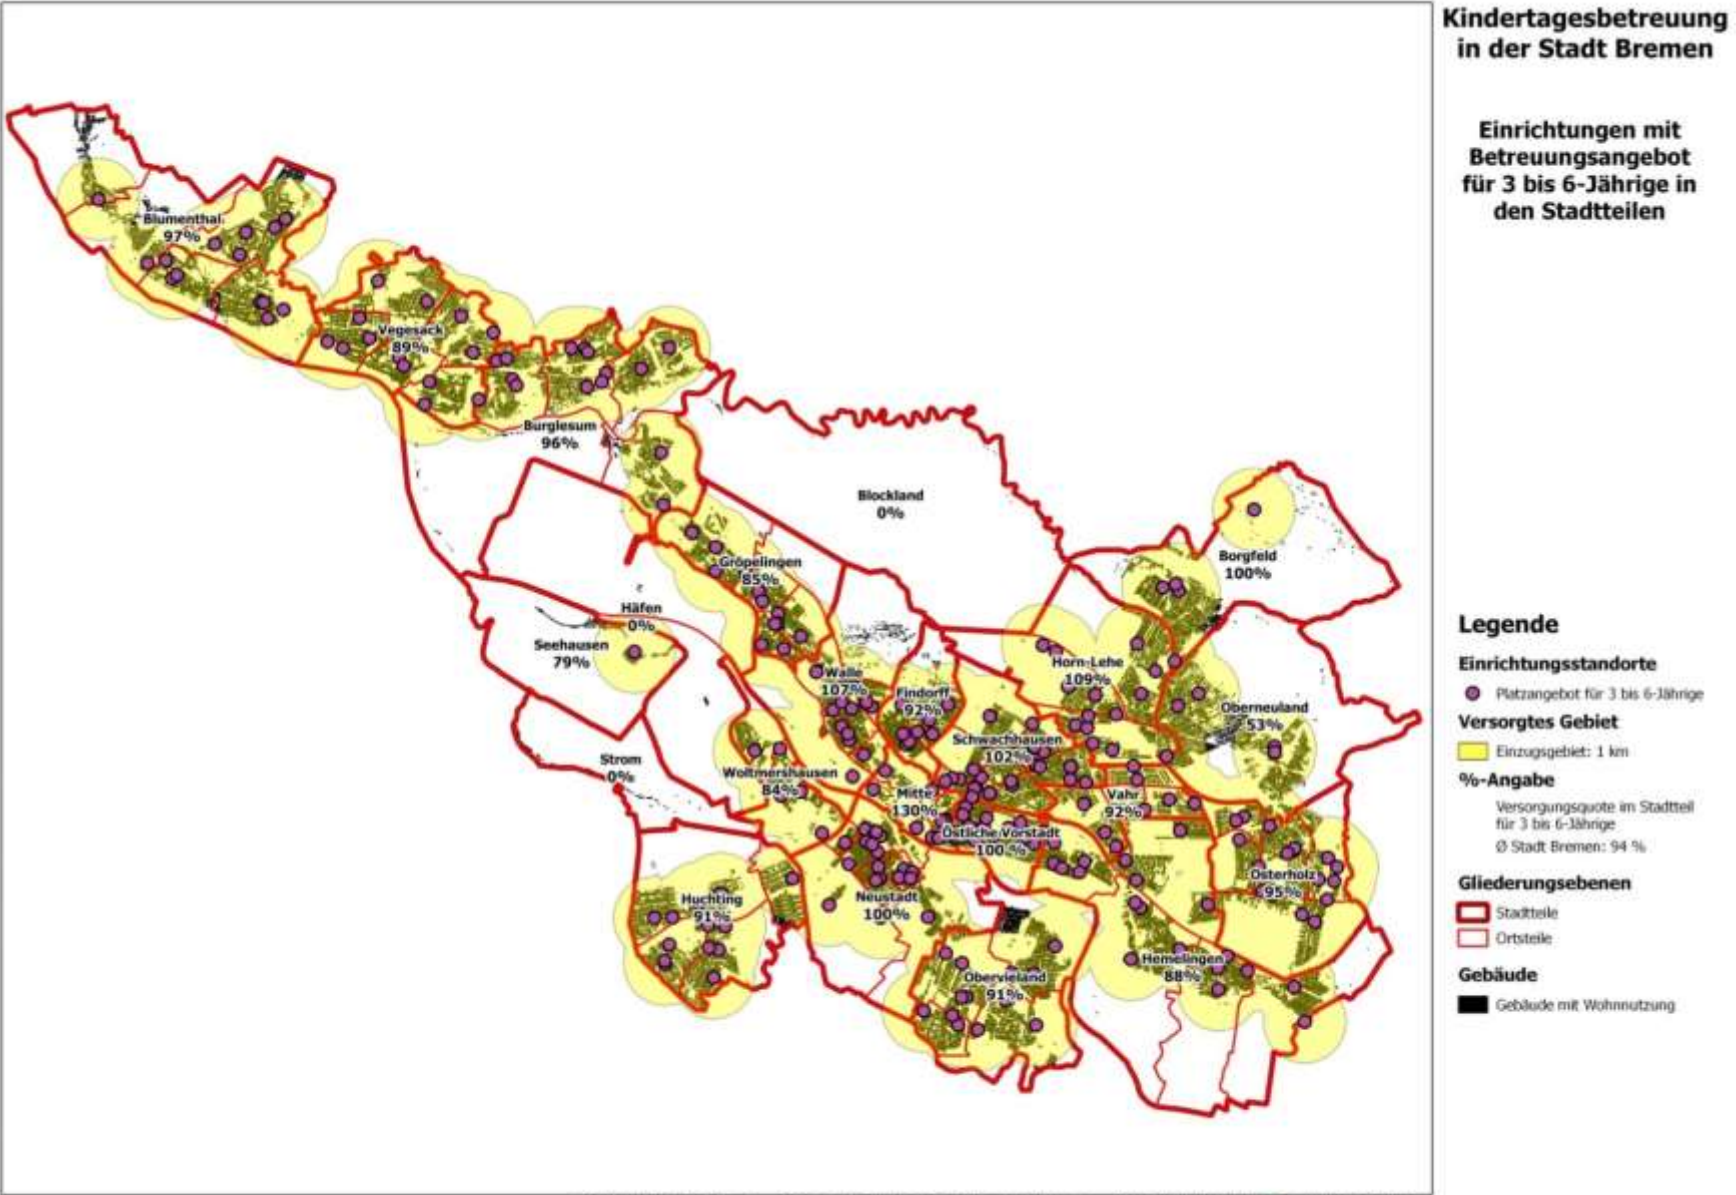 Kindertagesbetreuung
in der Stadt Bremen
Einrichtungen mit
Betreuungsangebot
für 3 bis 6-Jährige in
den Stadtteilen
Blumenthal
97%
Vegesack
89%
Burglesum
96%
Blockland
0%
Borgfeld
100%
Gröpelingen
85%
Häfen
0%
Seehausen
79%
Walle
107%
Findorff
92%
Horn-Lehe
109%
Oberneuland
53%
Schwachhausen
102%
Strom
0%
Woltmershausen
84%
Mitte
130%
Vahr
92%
Östliche Vorstadt
100 %
Osterholz
95%
Huchting
91%
Neustadt
100%
Hemelingen
88%
Obervieland
91%
Legende
Einrichtungsstandorte
Platzangebot für 3 bis 6-Jährige
Versorgtes Gebiet
Einzugsgebiet: 1 km
%-Angabe
Versorgungsquote im Stadtteil
für 3 bis 6-Jährige
Ø Stadt Bremen: 94 %
Gliederungsebenen
Stadtteile
Ortsteile
Gebäude
Gebäude mit Wohnnutzung